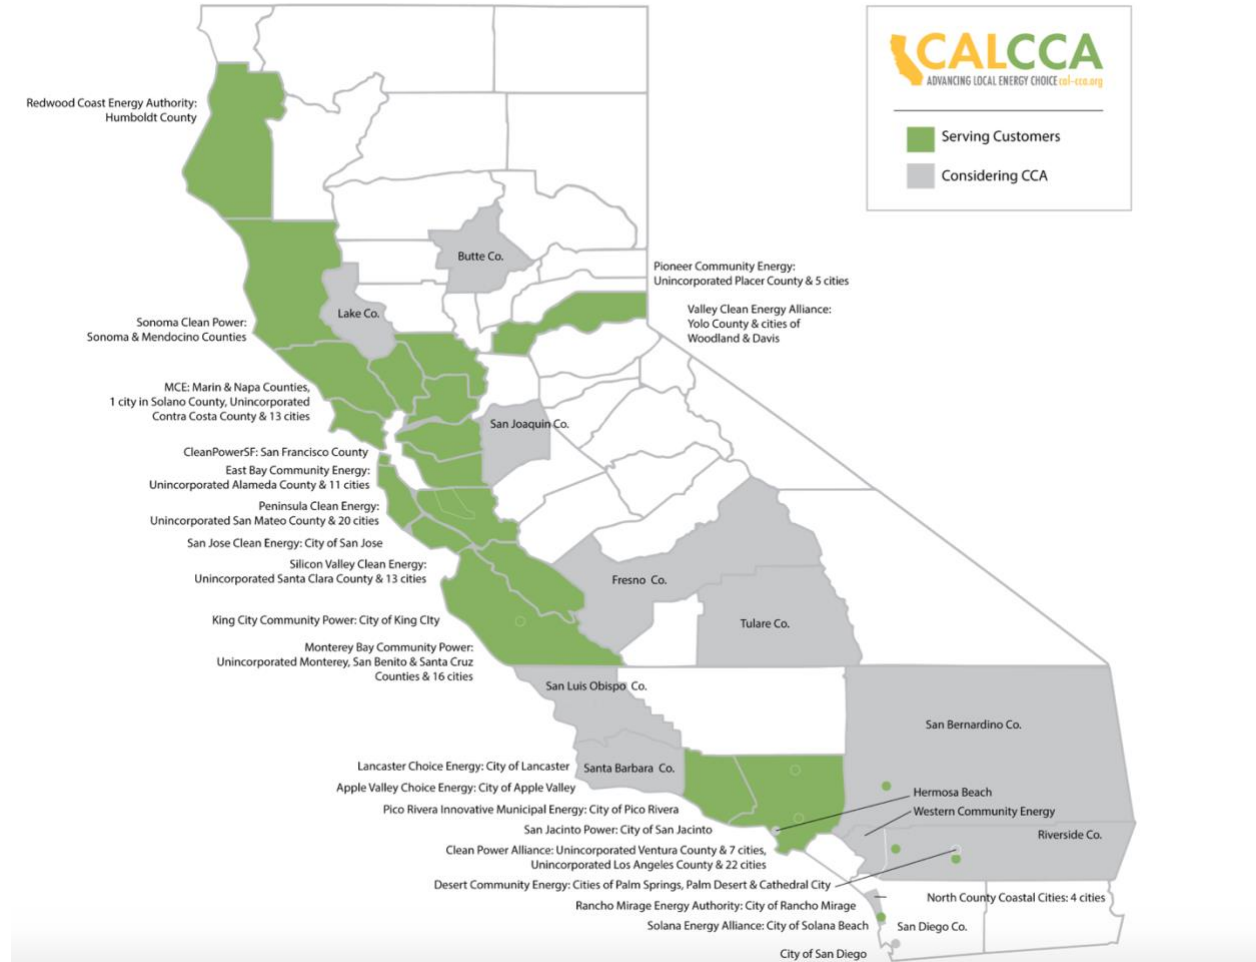 CALCCA
ADVANCING LOCAL ENERGY CHOICE cal-cca.org
Serving Customers
Considering CCA
Redwood Coast Energy Authority:
Humboldt County
Butte Co.
Pioneer Community Energy:
Unincorporated Placer County & 5 cities
Valley Clean Energy Alliance:
Yolo County & cities of
Woodland & Davis
Lake Co.
Sonoma Clean Power:
Sonoma & Mendocino Counties
MCE: Marin & Napa Counties,
1 city in Solano County, Unincorporated
Contra Costa County & 13 cities
San Joaquin Co.
CleanPowerSF: San Francisco County
East Bay Community Energy:
Unincorporated Alameda County & 11 cities
Peninsula Clean Energy:
Unincorporated San Mateo County & 20 cities
San Jose Clean Energy: City of San Jose
Silicon Valley Clean Energy:
Unincorporated Santa Clara County & 13 cities
Fresno Co.
King City Community Power: City of King CIty
Tulare Co.
Monterey Bay Community Power:
Unincorporated Monterey, San Benito & Santa Cruz
Counties & 16 cities
San Luis Obispo Co.
San Bernardino Co.
Lancaster Choice Energy: City of Lancaster
Santa Barbara Co.
Apple Valley Choice Energy: City of Apple Valley
Hermosa Beach
Pico Rivera Innovative Municipal Energy: City of Pico Rivera
Western Community Energy
San Jacinto Power: City of San Jacinto
Riverside Co.
Clean Power Alliance: Unincorporated Ventura County & 7 cities,
Unincorporated Los Angeles County & 22 cities
Desert Community Energy: Cities of Palm Springs, Palm Desert & Cathedral City
North County Coastal Cities: 4 cities
Rancho Mirage Energy Authority: City of Rancho Mirage
Solana Energy Alliance: City of Solana Beach
San Diego Co.
City of San Diego